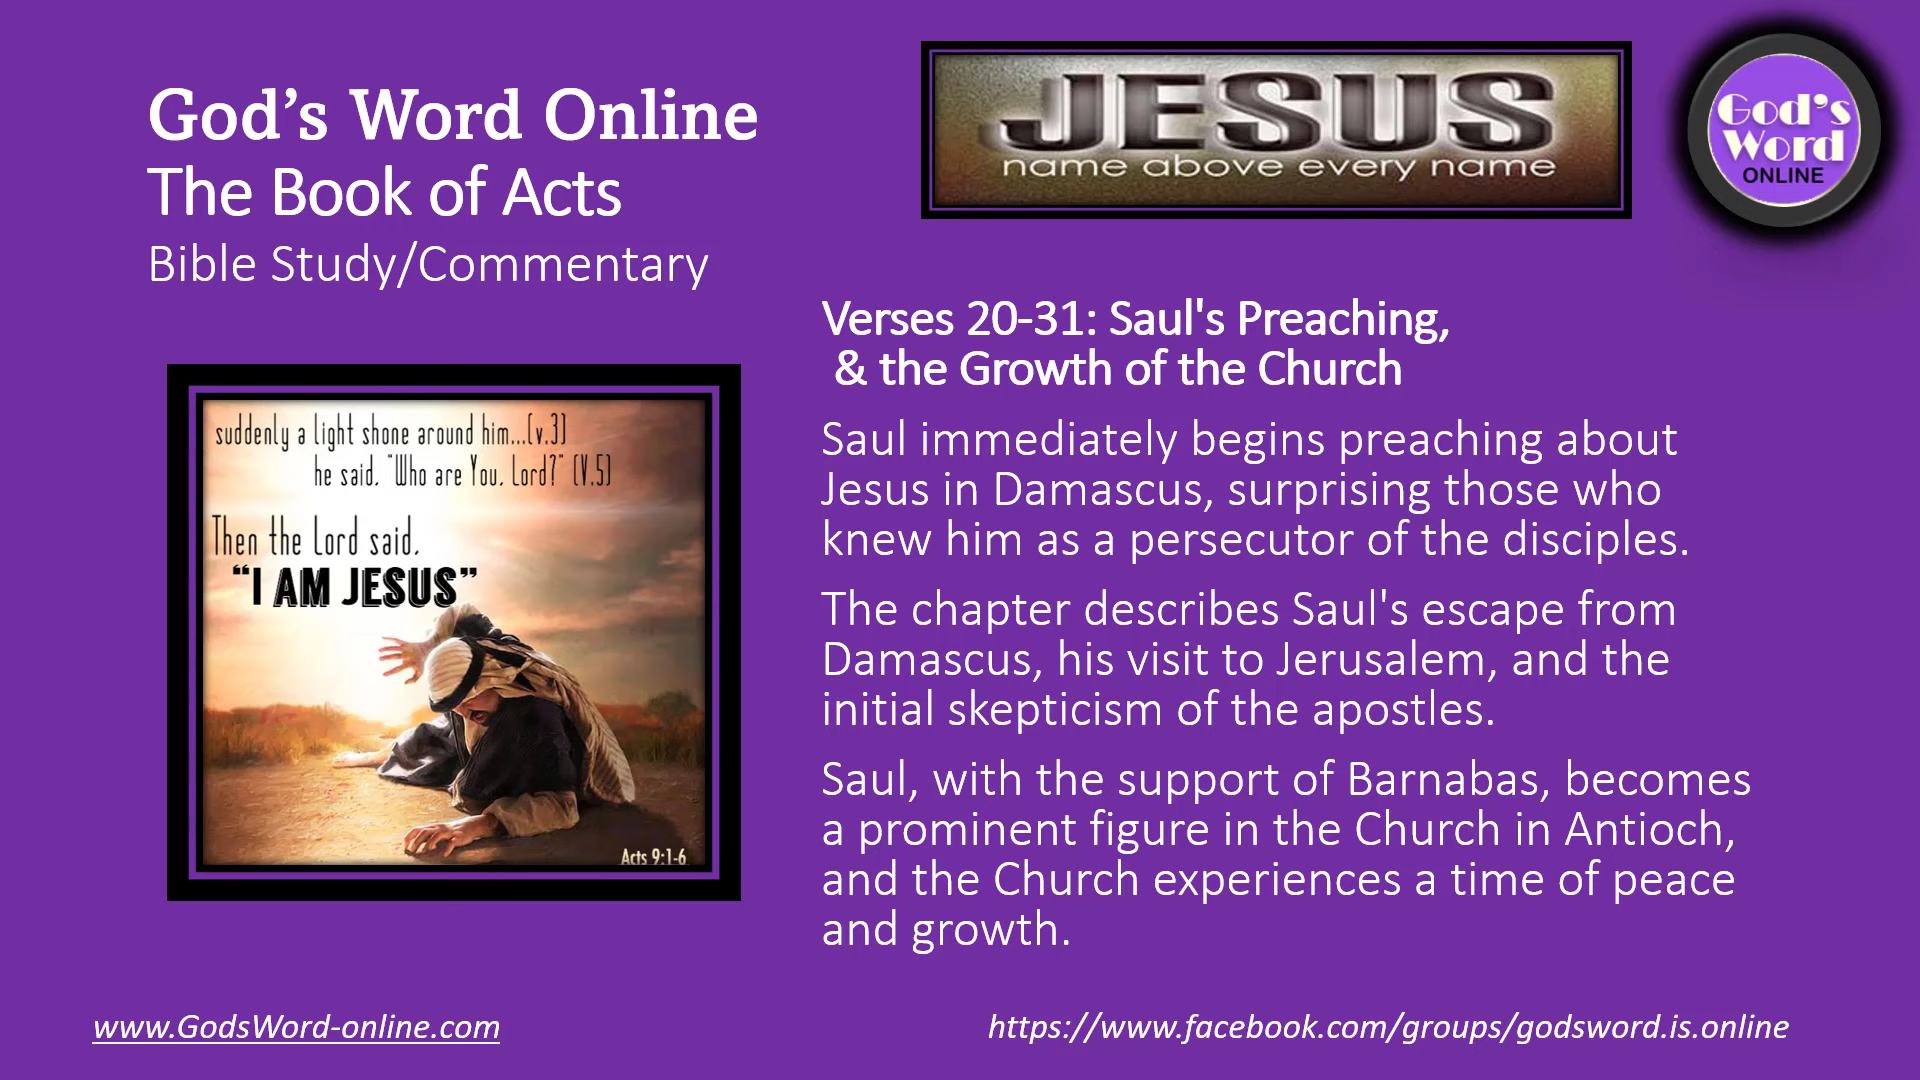 God's Word Online
The Book of Acts
Bible Study/Commentary
JESUS
name above every name
God's
Word
ONLINE
suddenly a light shone around him...(v.3)
he said, "Who are You, Lord?" (V.5)
Then the Lord said,
“I AM JESUS”
Acts 9:1-6
Verses 20-31: Saul's Preaching,
& the Growth of the Church
Saul immediately begins preaching about
Jesus in Damascus, surprising those who
knew him as a persecutor of the disciples.
The chapter describes Saul's escape from
Damascus, his visit to Jerusalem, and the
initial skepticism of the apostles.
Saul, with the support of Barnabas, becomes
a prominent figure in the Church in Antioch,
and the Church experiences a time of peace
and growth.
www.GodsWord-online.com
https://www.facebook.com/groups/godsword.is.online